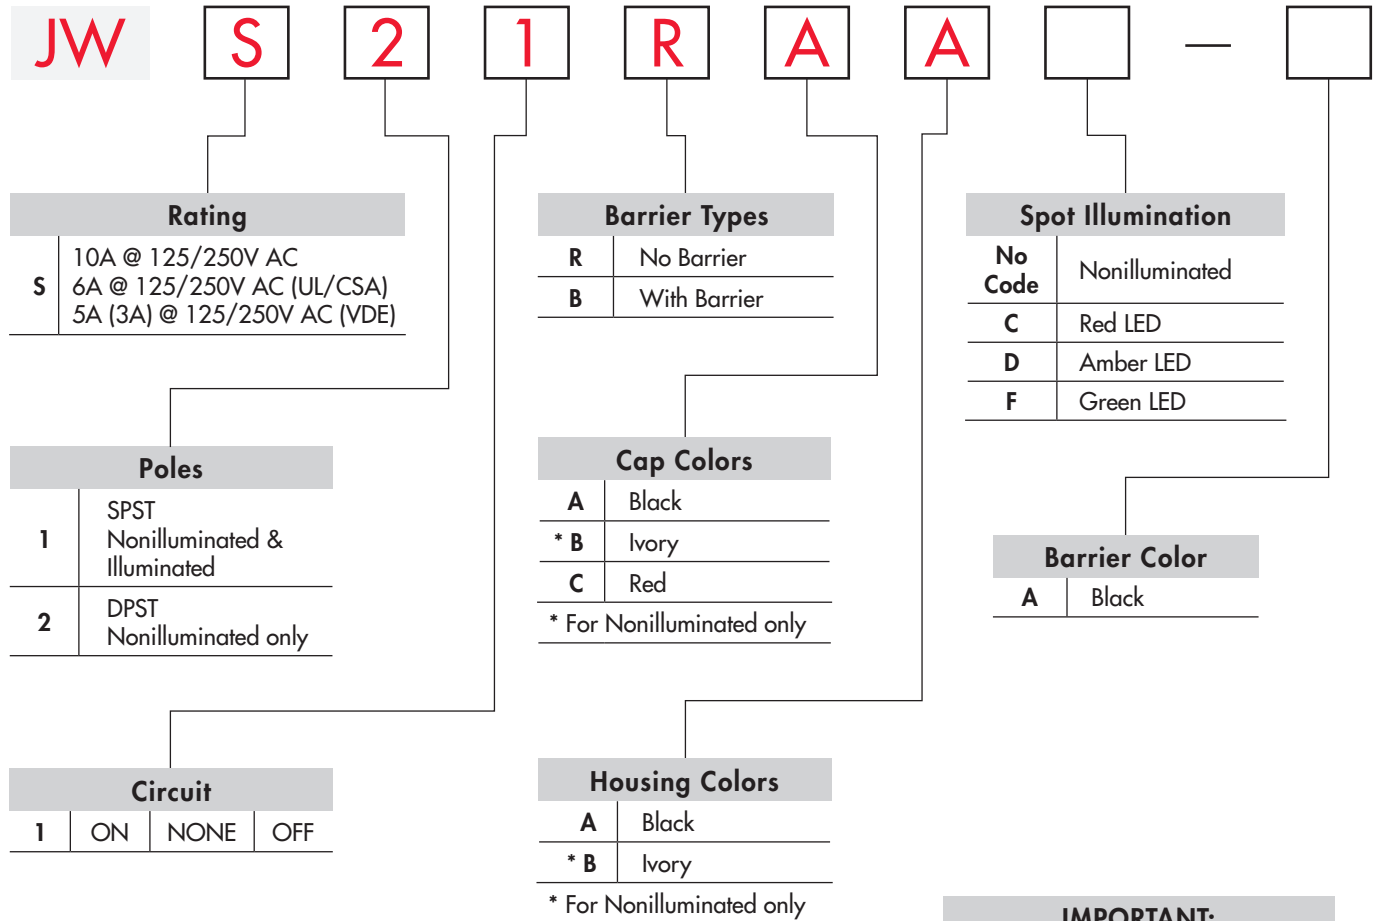 JW S 2 1 R A A —
Rating
S
10A @ 125/250V AC
6A @ 125/250V AC (UL/CSA)
5A (3A) @ 125/250V AC (VDE)
Poles
1
SPST
Nonilluminated &
Illuminated
2
DPST
Nonilluminated only
Circuit
1 ON NONE OFF
Barrier Types
R No Barrier
B With Barrier
Cap Colors
A Black
* B Ivory
C Red
* For Nonilluminated only
Housing Colors
A Black
* B Ivory
* For Nonilluminated only
Spot Illumination
No
Code
Nonilluminated
C Red LED
D Amber LED
F Green LED
Barrier Color
A Black
IMPORTANT: